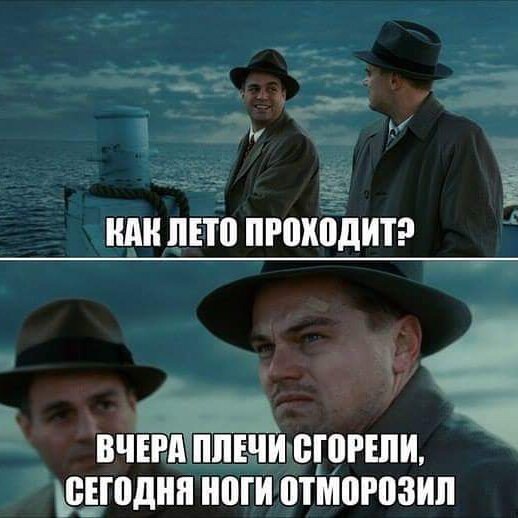 КАК ЛЕТО ПРОХОДИТ?
ВЧЕРА ПЛЕЧИ СГОРЕЛИ,
СЕГОДНЯ НОГИ ОТМОРОЗИЛ